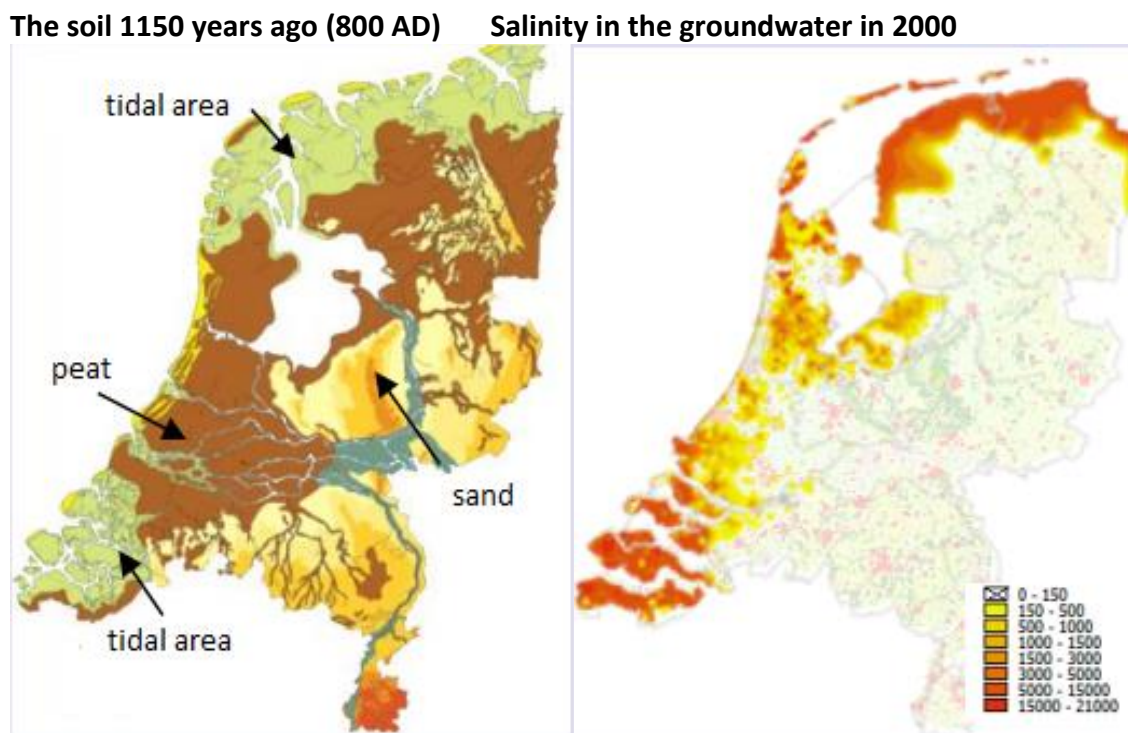 The soil 1150 years ago (800 AD) Salinity in the groundwater in 2000
tidal area
peat
sand
tidal area
0 - 150
150 - 500
500 - 1000
1000 - 1500
1500 - 3000
3000 - 5000
5000 - 15000
15000 - 21000